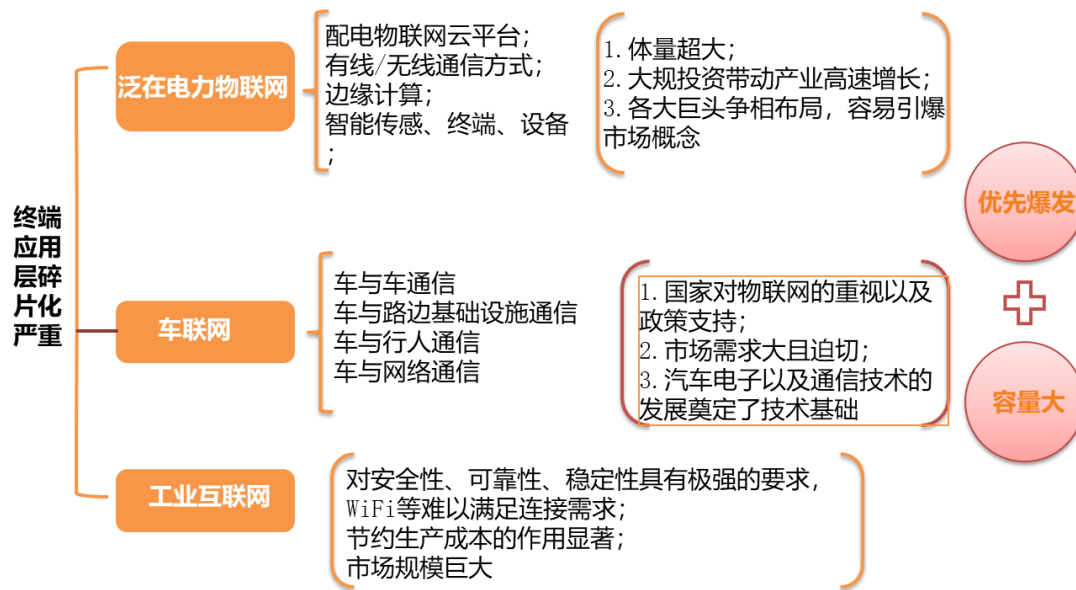 终端
应用
层碎
片化
严重
泛在电力物联网
配电物联网云平台；
有线/无线通信方式；
边缘计算；
智能传感、终端、设备
；
1. 体量超大；
2. 大规投资带动产业高速增长；
3. 各大巨头争相布局，容易引爆
市场概念
车联网
车与车通信
车与路边基础设施通信
车与行人通信
车与网络通信
1. 国家对物联网的重视以及
政策支持；
2. 市场需求大且迫切；
3. 汽车电子以及通信技术的
发展奠定了技术基础
工业互联网
对安全性、可靠性、稳定性具有极强的要求，
WiFi等难以满足连接需求；
节约生产成本的作用显著；
市场规模巨大
优先爆发
容量大